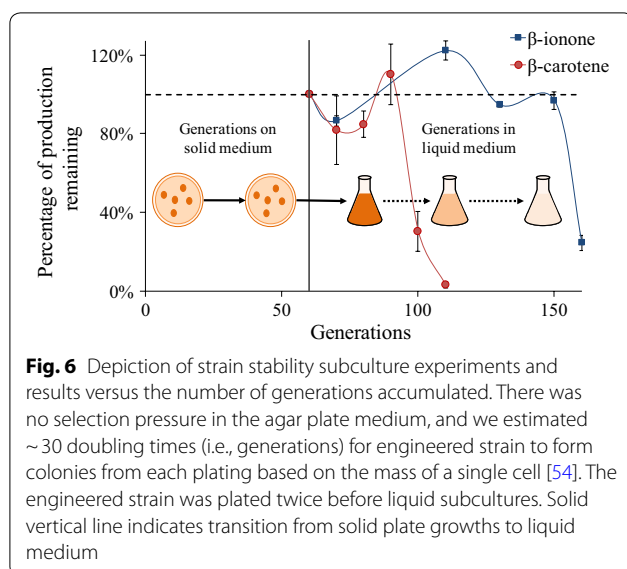 120%
80%
40%
0%
Percentage of production
remaining
β-ionone
β-carotene
Generations on
solid medium
Generations in
liquid medium
0
50
100
150
Generations
Fig. 6 Depiction of strain stability subculture experiments and
results versus the number of generations accumulated. There was
no selection pressure in the agar plate medium, and we estimated
~ 30 doubling times (i.e., generations) for engineered strain to form
colonies from each plating based on the mass of a single cell [54]. The
engineered strain was plated twice before liquid subcultures. Solid
vertical line indicates transition from solid plate growths to liquid
medium